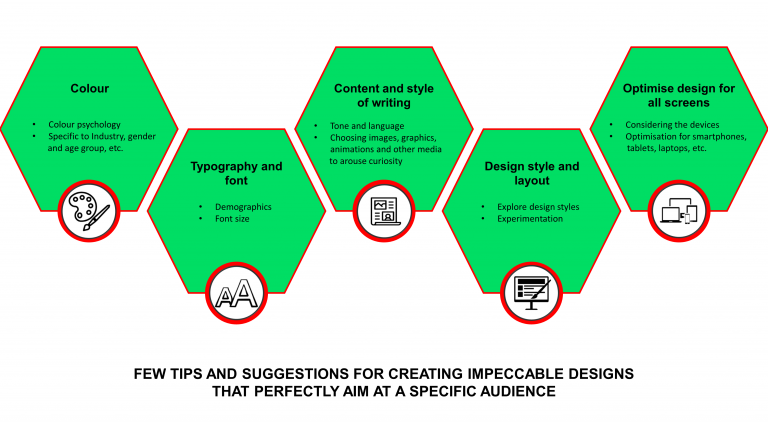 Colour
• Colour psychology
• Specific to Industry, gender
and age group, etc.
Typography and
font
• Demographics
• Font size
Content and style
of writing
• Tone and language
• Choosing images, graphics,
animations and other media
to arouse curiosity
Design style and
layout
• Explore design styles
• Experimentation
Optimise design for
all screens
• Considering the devices
• Optimisation for smartphones,
tablets, laptops, etc.
AA
FEW TIPS AND SUGGESTIONS FOR CREATING IMPECCABLE DESIGNS
THAT PERFECTLY AIM AT A SPECIFIC AUDIENCE